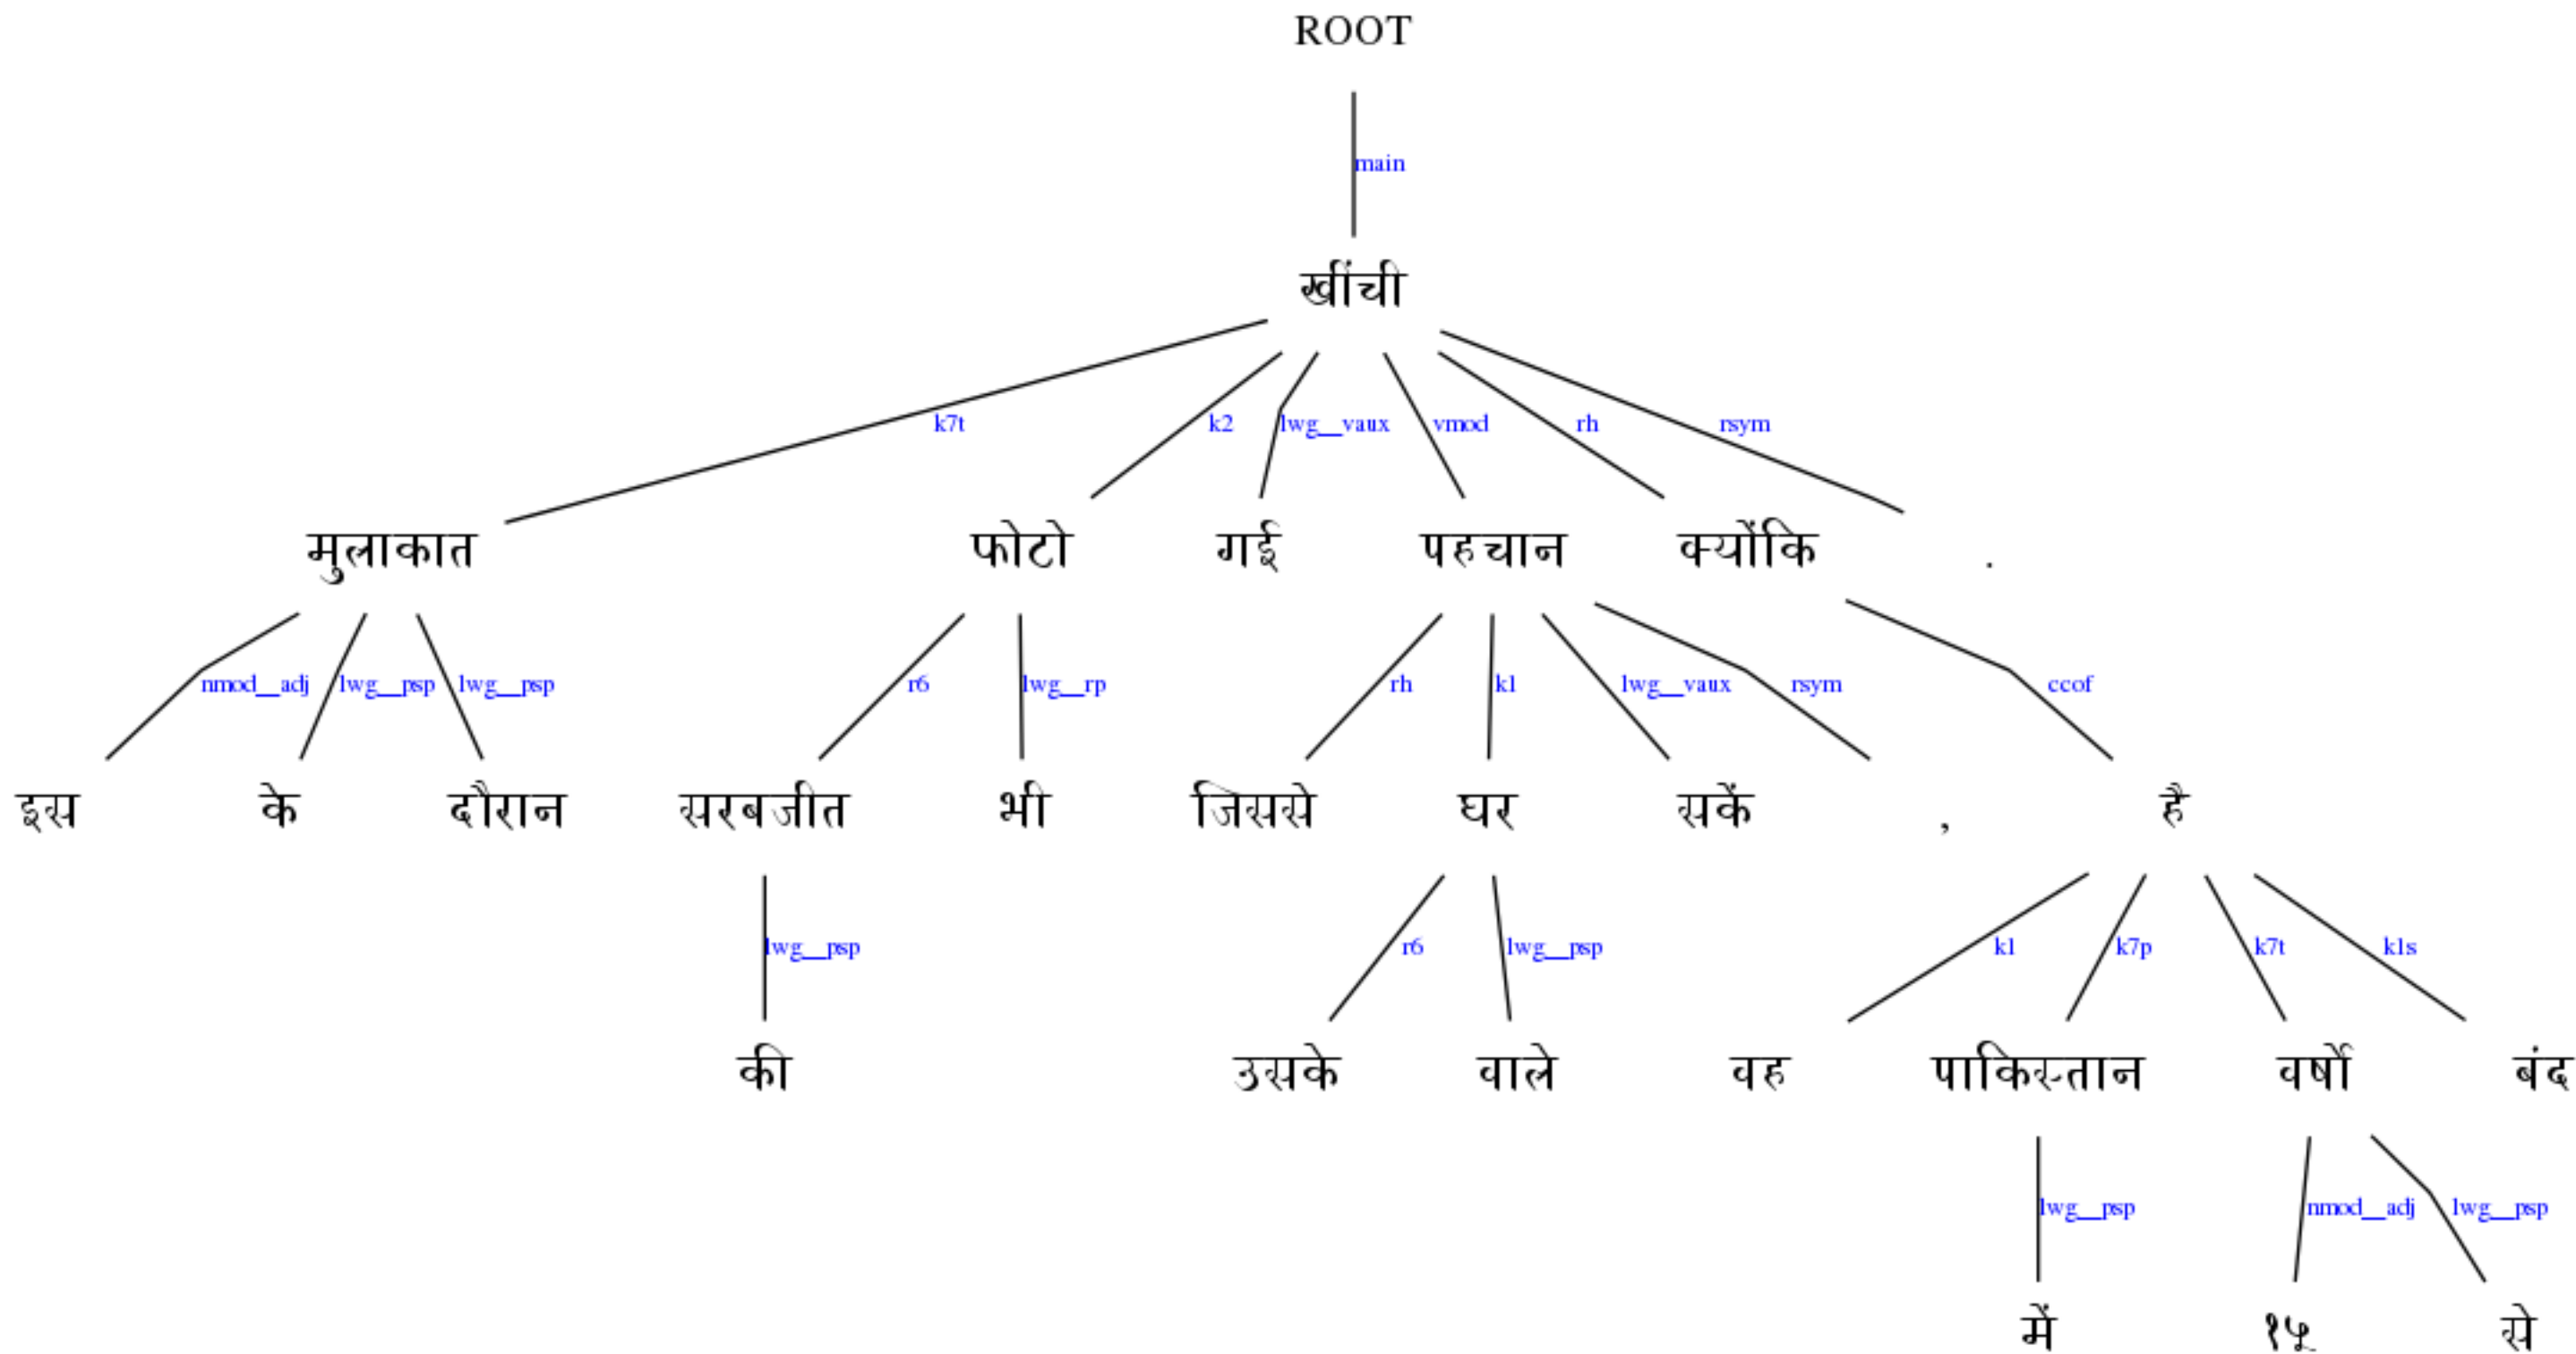 ROOT
main
खींची
k7t k2 lwg__vaux vmod rh rsym
मुलाकात फोटो गई पहचान क्योंकि .
nmod__adj lwg__psp lwg__psp r6 lwg__rp rh k1 lwg__vaux rsym ccof
इस के दौरान सरबजीत भी जिससे घर सकें , है
lwg__psp r6 lwg__psp k1 k7p k7t k1s
की उसके वाले वह पाकिस्तान वर्षो बंद
lwg__psp nmod__adj lwg__psp
में १५ से